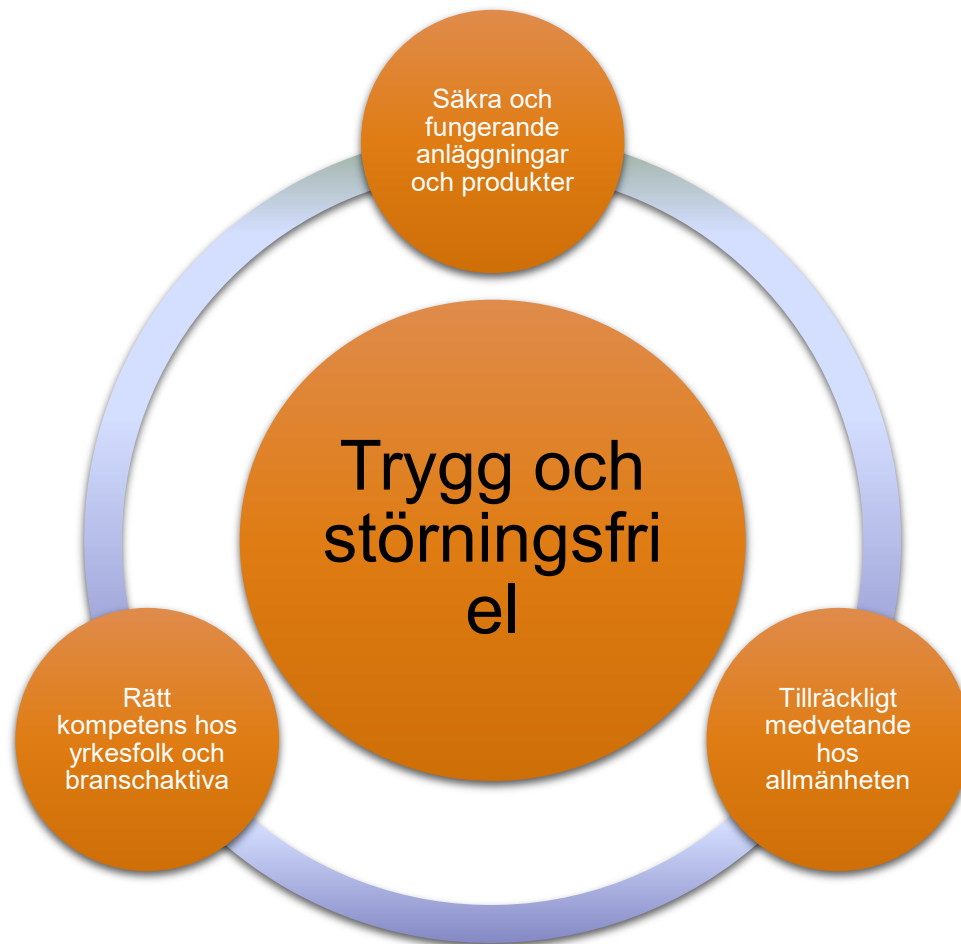 Säkra och
fungerande
anläggningar
och produkter
Trygg och
störningsfri
el
Rätt
kompetens hos
yrkesfolk och
branschaktiva
Tillräckligt
medvetande
hos
allmänheten